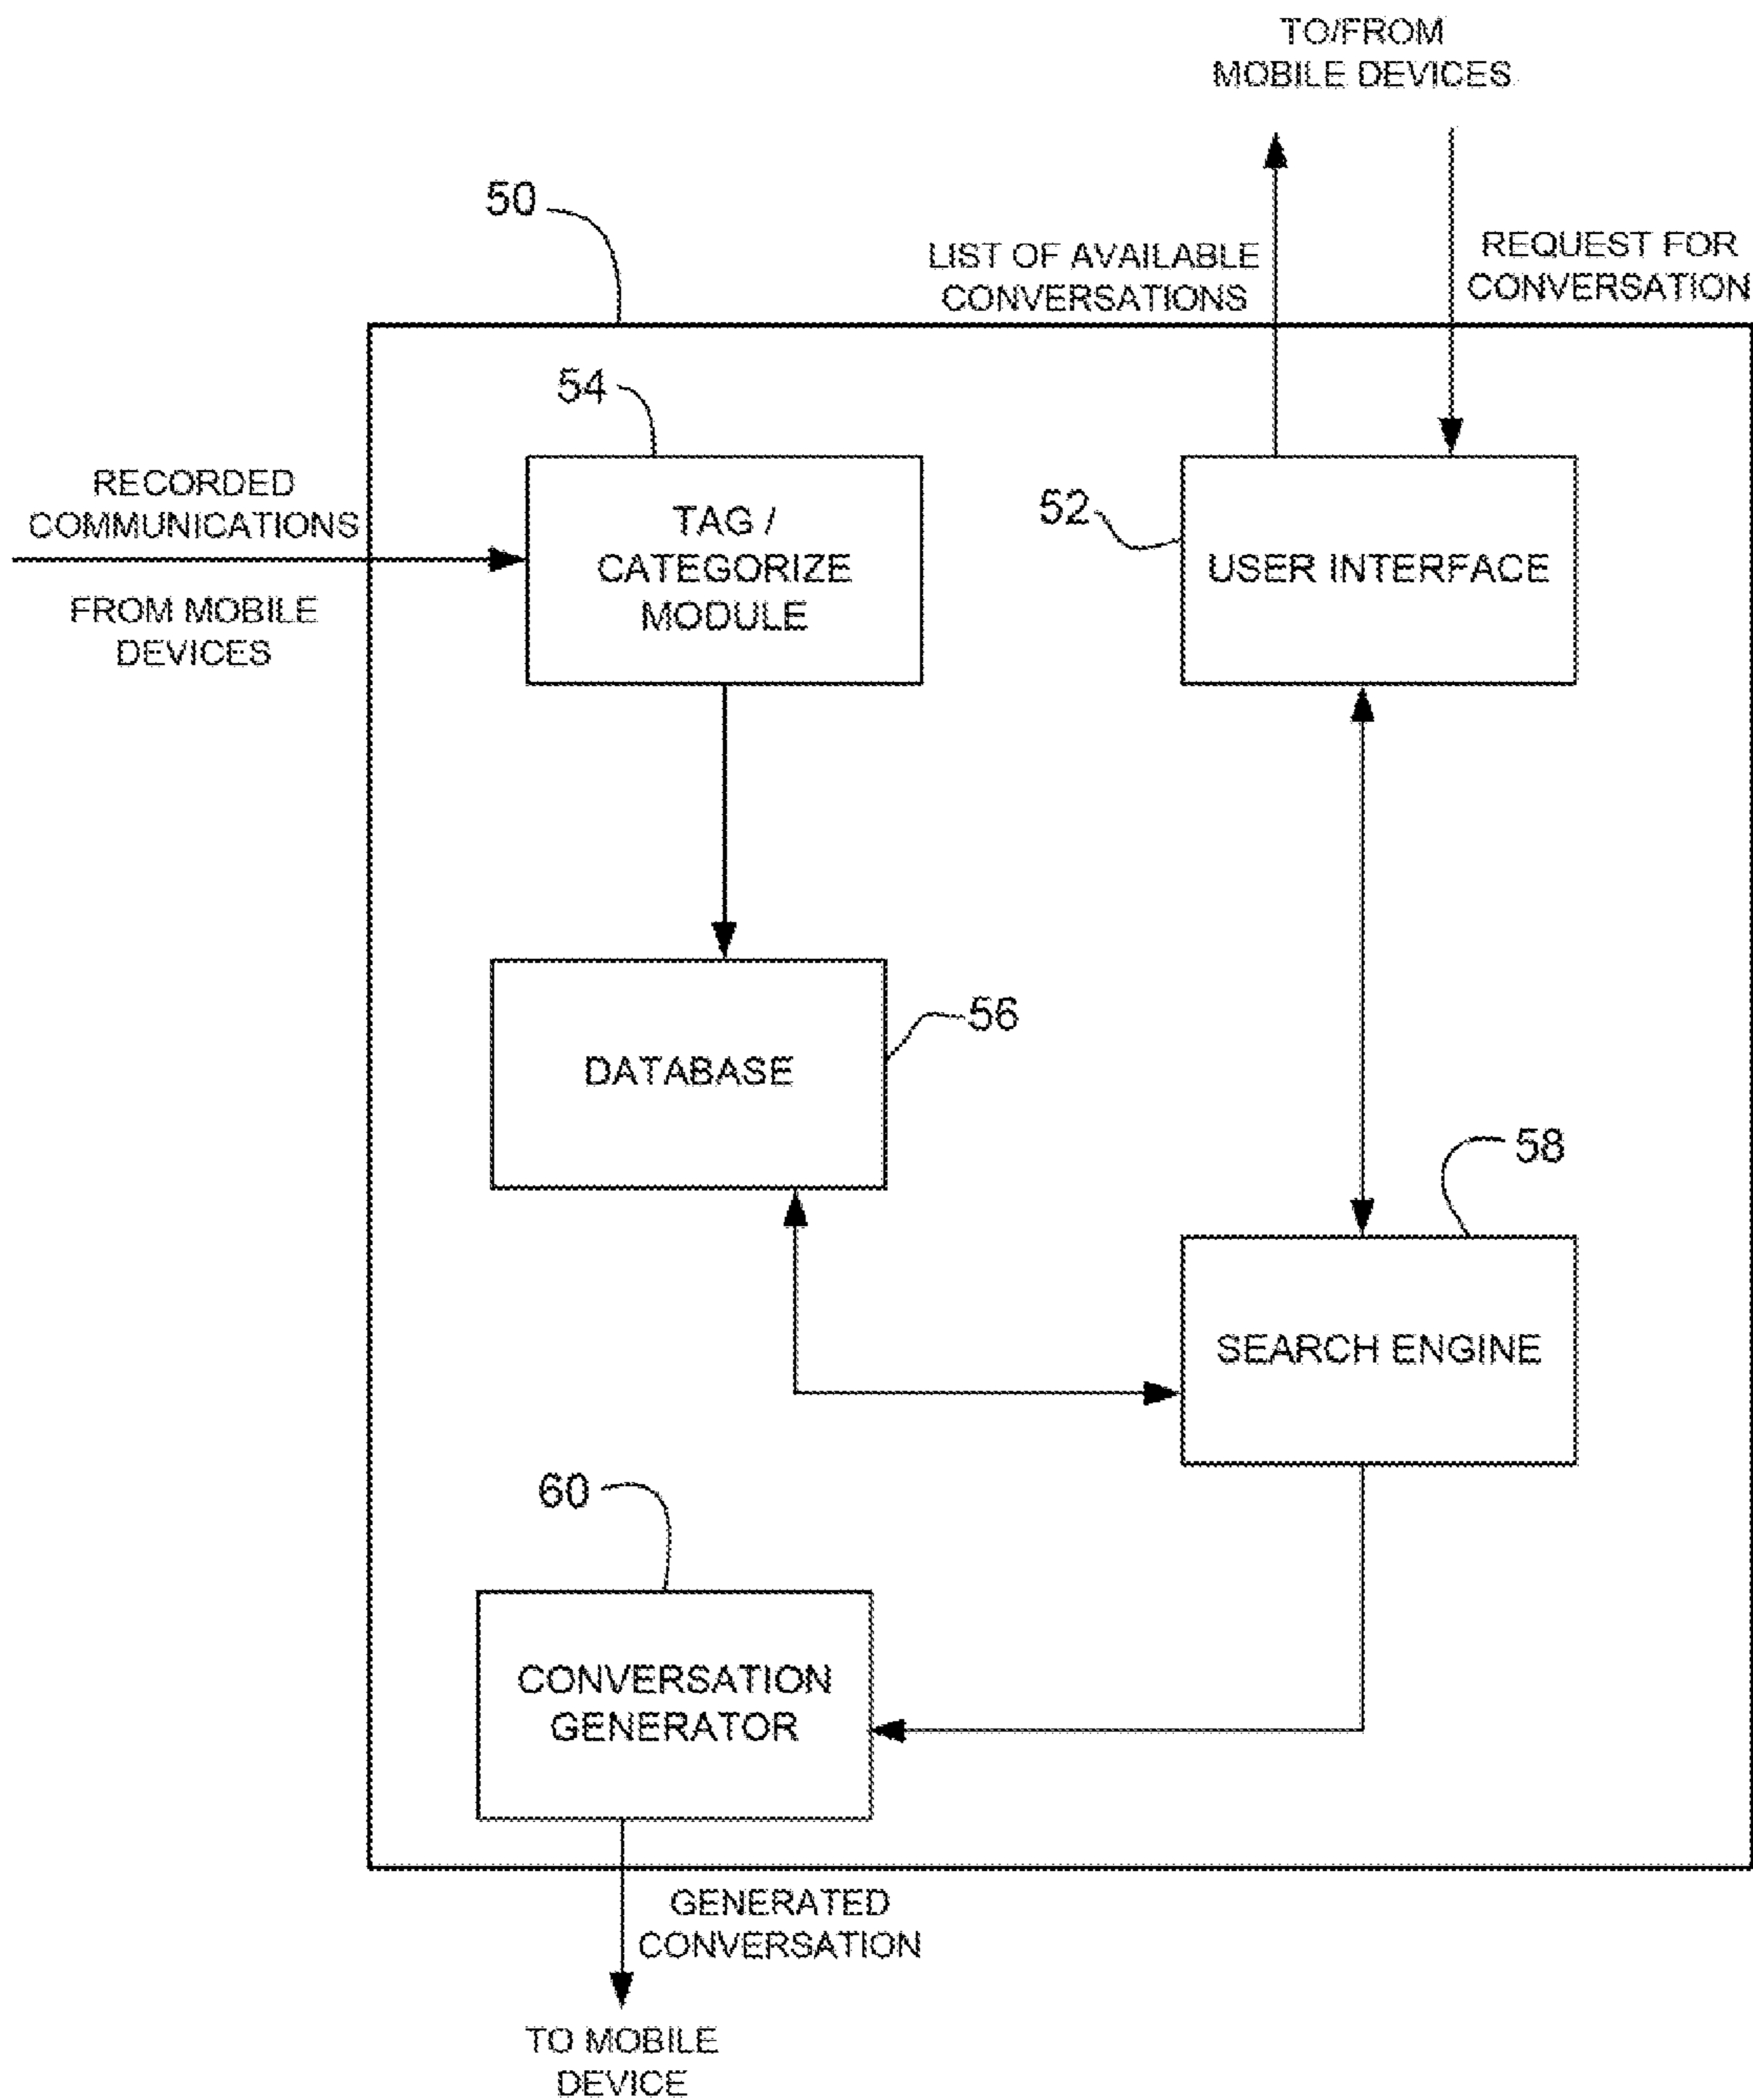 TO/FROM
MOBILE DEVICES
50
LIST OF AVAILABLE
CONVERSATIONS
REQUEST FOR
CONVERSATION
54
RECORDED
COMMUNICATIONS
FROM MOBILE
DEVICES
TAG /
CATEGORIZE
MODULE
52
USER INTERFACE
56
DATABASE
58
SEARCH ENGINE
60
CONVERSATION
GENERATOR
GENERATED
CONVERSATION
TO MOBILE
DEVICE